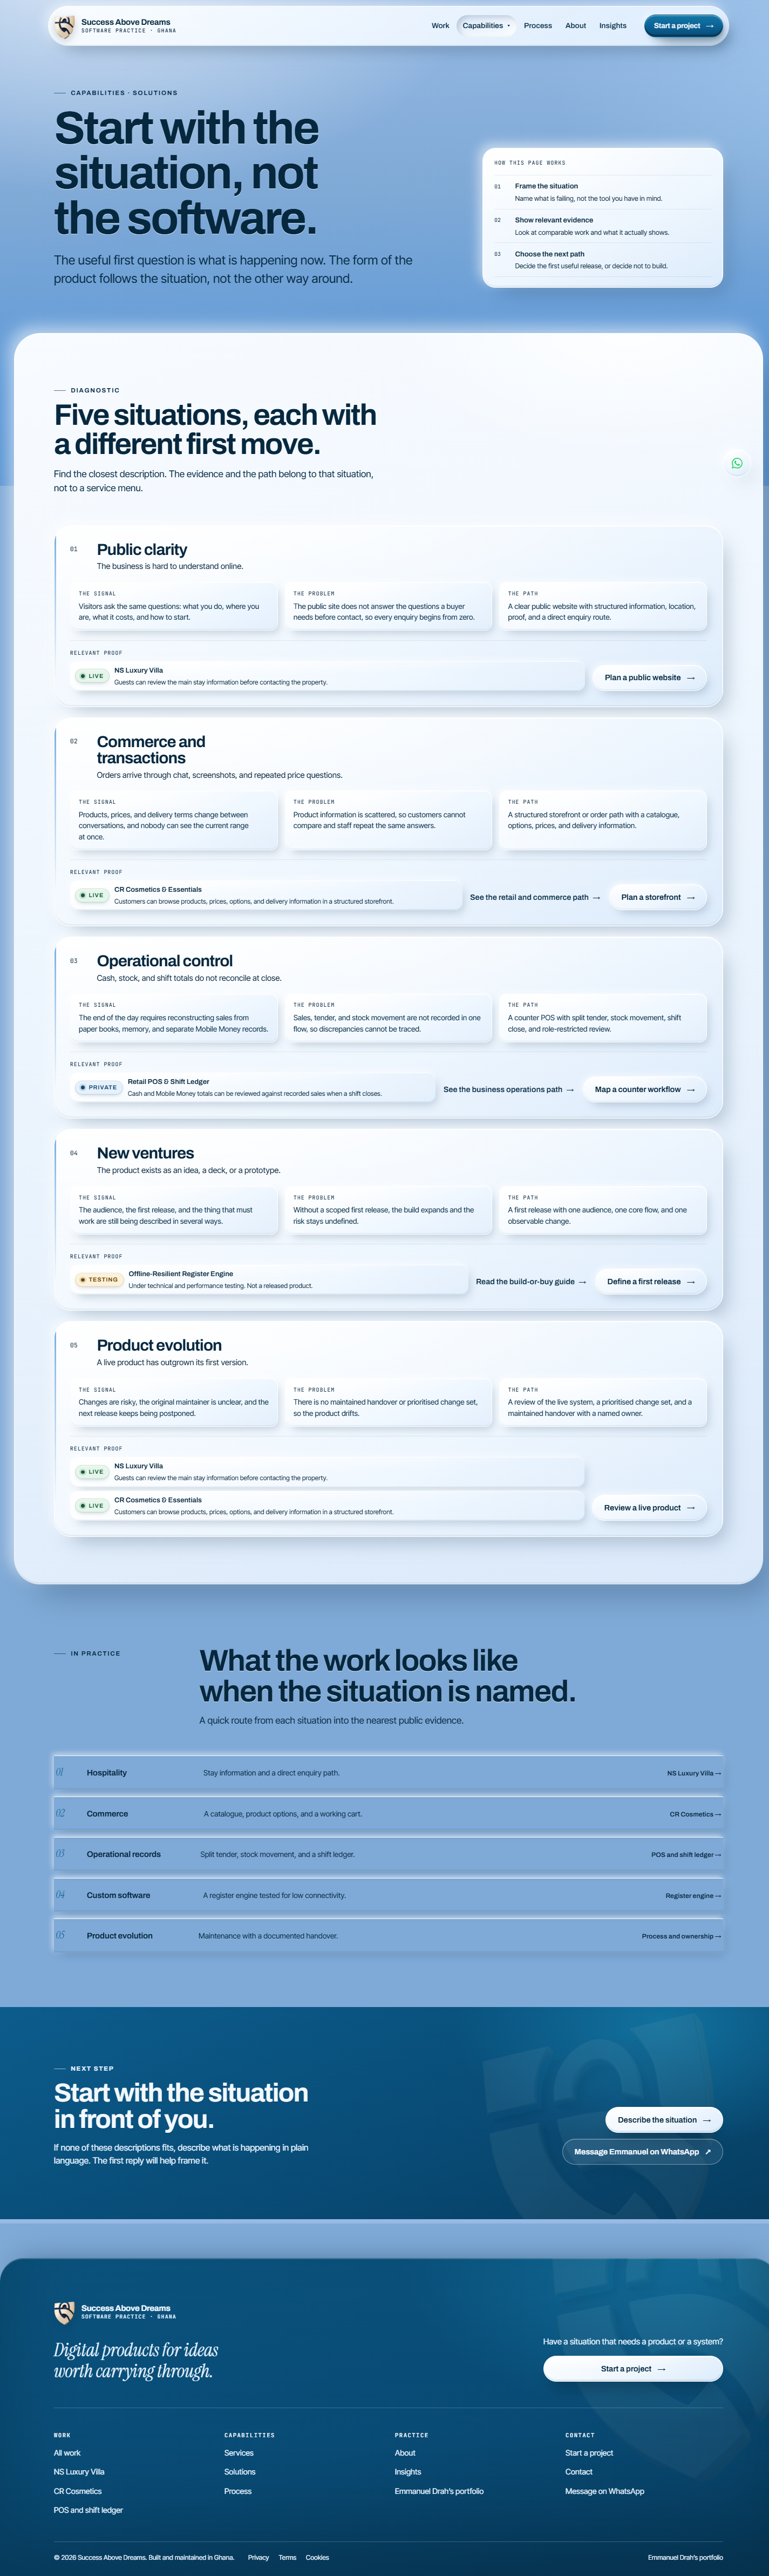 Success Above Dreams
SOFTWARE PRACTICE · GHANA
Work Capabilities Process About Insights Start a project →
CAPABILITIES · SOLUTIONS
Start with the
situation, not
the software.
The useful first question is what is happening now. The form of the
product follows the situation, not the other way around.
HOW THIS PAGE WORKS
01 Frame the situation
Name what is failing, not the tool you have in mind.
02 Show relevant evidence
Look at comparable work and what it actually shows.
03 Choose the next path
Decide the first useful release, or decide not to build.
DIAGNOSTIC
Five situations, each with
a different first move.
Find the closest description. The evidence and the path belong to that situation,
not to a service menu.
01 Public clarity
The business is hard to understand online.
THE SIGNAL
Visitors ask the same questions: what you do, where you
are, what it costs, and how to start.
THE PROBLEM
The public site does not answer the questions a buyer
needs before contact, so every enquiry begins from zero.
THE PATH
A clear public website with structured information, location,
proof, and a direct enquiry route.
RELEVANT PROOF
LIVE
NS Luxury Villa
Guests can review the main stay information before contacting the property.
Plan a public website →
02 Commerce and
transactions
Orders arrive through chat, screenshots, and repeated price questions.
THE SIGNAL
Products, prices, and delivery terms change between
conversations, and nobody can see the current range
at once.
THE PROBLEM
Product information is scattered, so customers cannot
compare and staff repeat the same answers.
THE PATH
A structured storefront or order path with a catalogue,
options, prices, and delivery information.
RELEVANT PROOF
LIVE
CR Cosmetics & Essentials
Customers can browse products, prices, options, and delivery information in a structured storefront.
See the retail and commerce path →
Plan a storefront →
03 Operational control
Cash, stock, and shift totals do not reconcile at close.
THE SIGNAL
The end of the day requires reconstructing sales from
paper books, memory, and separate Mobile Money records.
THE PROBLEM
Sales, tender, and stock movement are not recorded in one
flow, so discrepancies cannot be traced.
THE PATH
A counter POS with split tender, stock movement, shift
close, and role-restricted review.
RELEVANT PROOF
PRIVATE
Retail POS & Shift Ledger
Cash and Mobile Money totals can be reviewed against recorded sales when a shift closes.
See the business operations path →
Map a counter workflow →
04 New ventures
The product exists as an idea, a deck, or a prototype.
THE SIGNAL
The audience, the first release, and the thing that must
work are still being described in several ways.
THE PROBLEM
Without a scoped first release, the build expands and the
risk stays undefined.
THE PATH
A first release with one audience, one core flow, and one
observable change.
RELEVANT PROOF
TESTING
Offline-Resilient Register Engine
Under technical and performance testing. Not a released product.
Read the build-or-buy guide →
Define a first release →
05 Product evolution
A live product has outgrown its first version.
THE SIGNAL
Changes are risky, the original maintainer is unclear, and the
next release keeps being postponed.
THE PROBLEM
There is no maintained handover or prioritised change set,
so the product drifts.
THE PATH
A review of the live system, a prioritised change set, and a
maintained handover with a named owner.
RELEVANT PROOF
LIVE
NS Luxury Villa
Guests can review the main stay information before contacting the property.
LIVE
CR Cosmetics & Essentials
Customers can browse products, prices, options, and delivery information in a structured storefront.
Review a live product →
IN PRACTICE
What the work looks like
when the situation is named.
A quick route from each situation into the nearest public evidence.
01 Hospitality Stay information and a direct enquiry path. NS Luxury Villa →
02 Commerce A catalogue, product options, and a working cart. CR Cosmetics →
03 Operational records Split tender, stock movement, and a shift ledger. POS and shift ledger →
04 Custom software A register engine tested for low connectivity. Register engine →
05 Product evolution Maintenance with a documented handover. Process and ownership →
NEXT STEP
Start with the situation
in front of you.
If none of these descriptions fits, describe what is happening in plain
language. The first reply will help frame it.
Describe the situation →
Message Emmanuel on WhatsApp ↗
Success Above Dreams
SOFTWARE PRACTICE · GHANA
Digital products for ideas
worth carrying through.
Have a situation that needs a product or a system?
Start a project →
WORK
All work
NS Luxury Villa
CR Cosmetics
POS and shift ledger
CAPABILITIES
Services
Solutions
Process
PRACTICE
About
Insights
Emmanuel Drah's portfolio
CONTACT
Start a project
Contact
Message on WhatsApp
© 2026 Success Above Dreams. Built and maintained in Ghana. Privacy Terms Cookies
Emmanuel Drah's portfolio